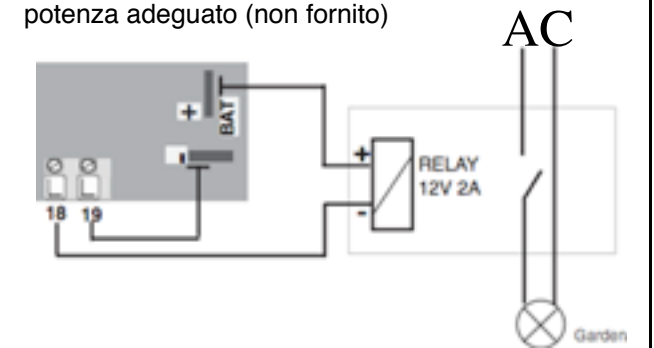 potenza adeguato (non fornito)
AC
+
BAT
-
18 19
+
-
RELAY
12V 2A
Garden